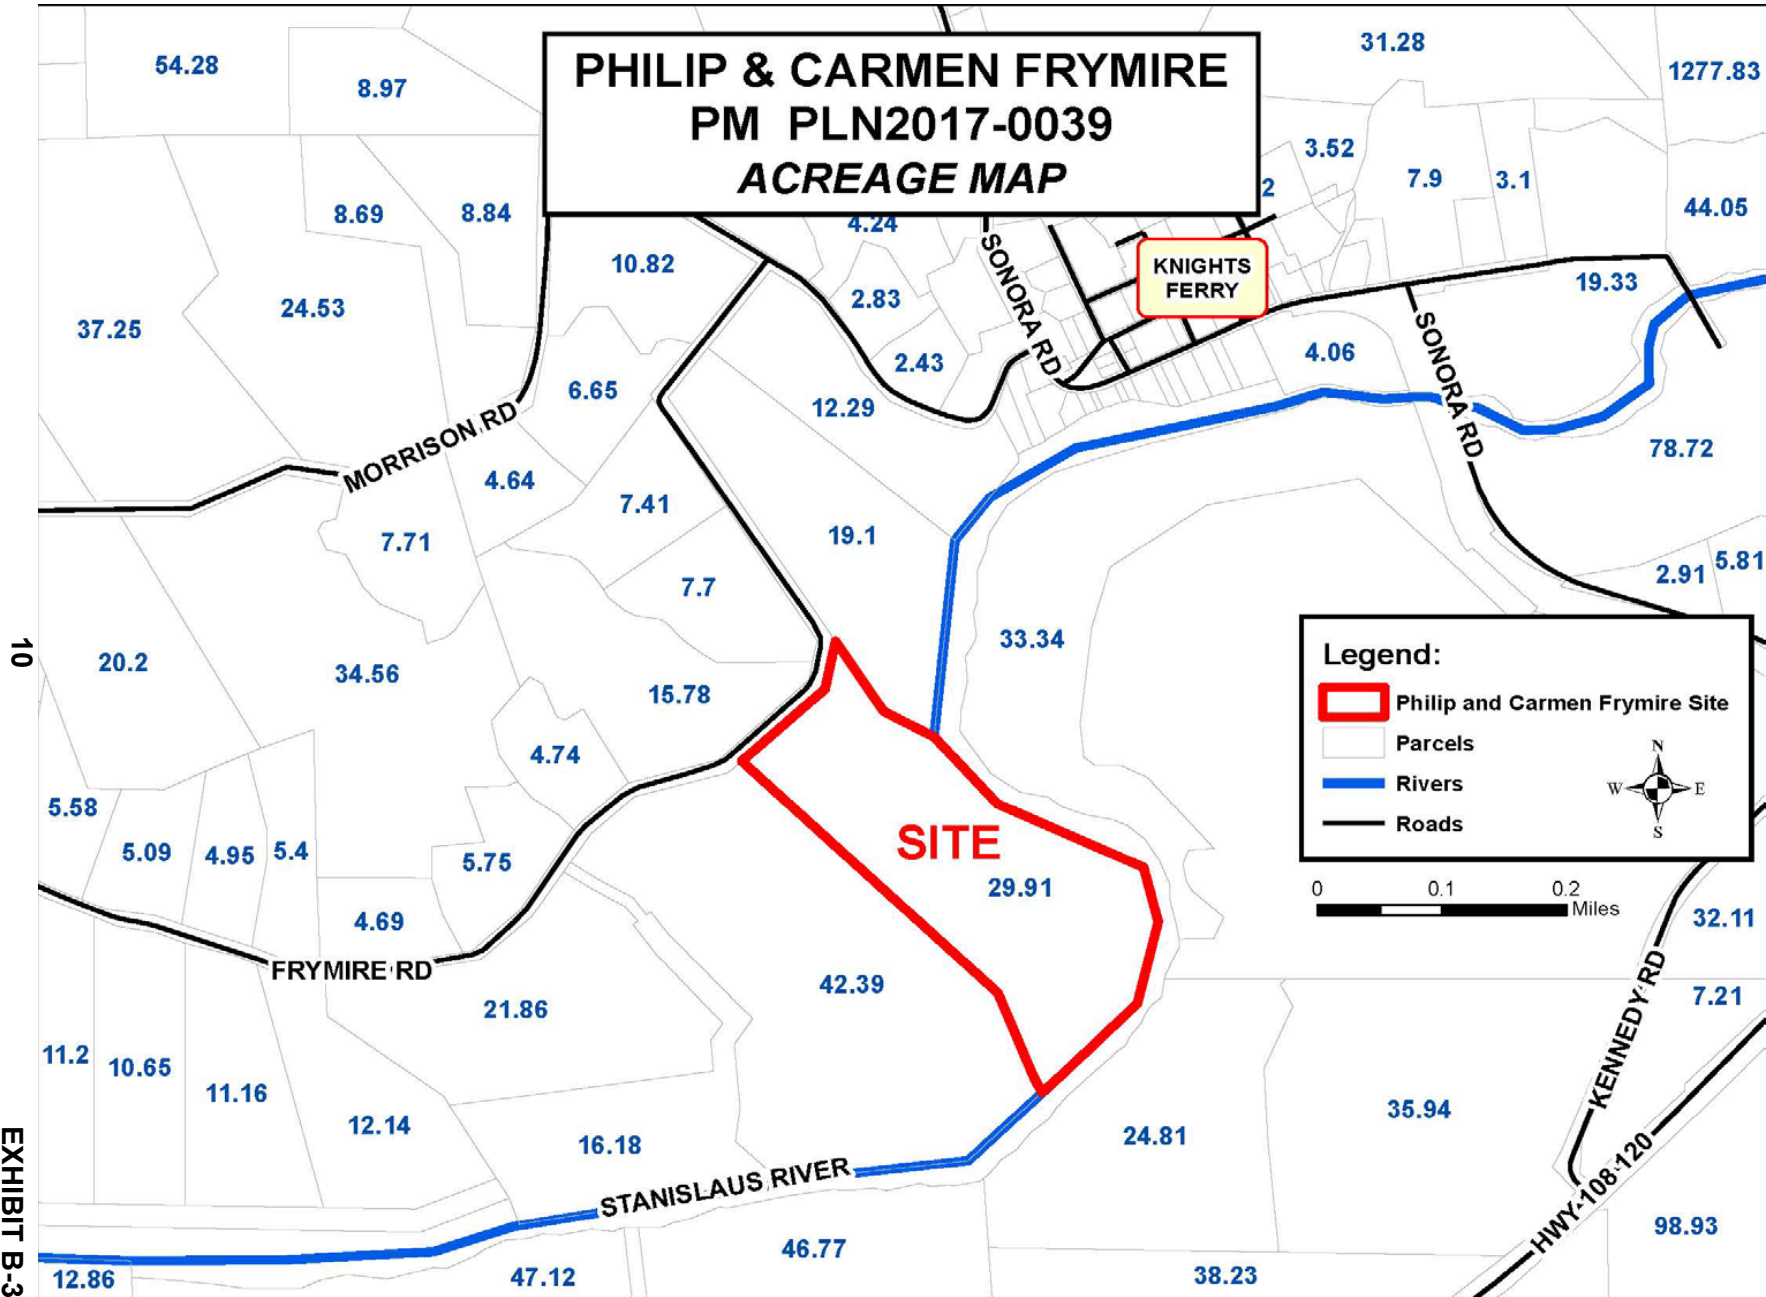 PHILIP & CARMEN FRYMIRE
PM PLN2017-0039
ACREAGE MAP
54.28
8.97
31.28
1277.83
3.52
7.9
3.1
2
44.05
8.69
8.84
4.24
10.82
KNIGHTS
FERRY
SONORA RD
19.33
2.83
24.53
37.25
4.06
SONORA RD
2.43
6.65
12.29
MORRISON RD
78.72
4.64
7.41
7.71
19.1
2.91
5.81
7.7
33.34
20.2
34.56
15.78
4.74
Legend:
Philip and Carmen Frymire Site
Parcels
Rivers
Roads
N
W
E
S
0
0.1
0.2
Miles
5.58
5.09
4.95
5.4
5.75
SITE
29.91
4.69
32.11
FRYMIRE RD
42.39
KENNEDY RD
7.21
21.86
11.2
10.65
11.16
12.14
16.18
24.81
35.94
STANISLAUS RIVER
HWY 108 120
98.93
46.77
47.12
12.86
38.23
10
EXHIBIT B-3